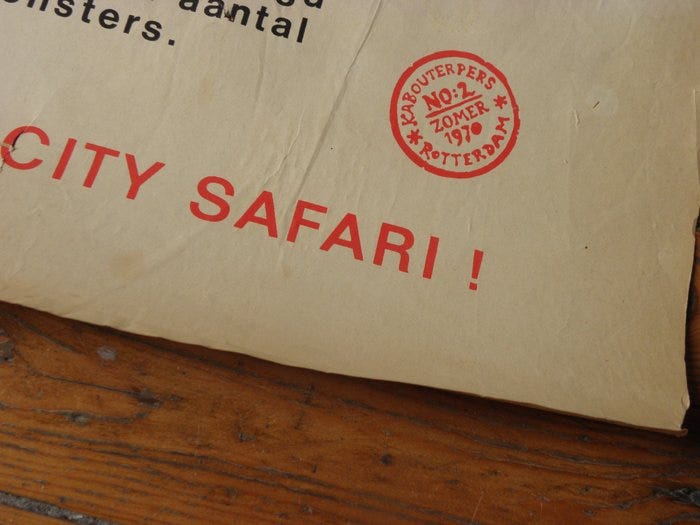 aantal
nsters.
CITY SAFARI !
KABOUTERPERS
NO:2
ZOMER
1970
* ROTTERDAM *